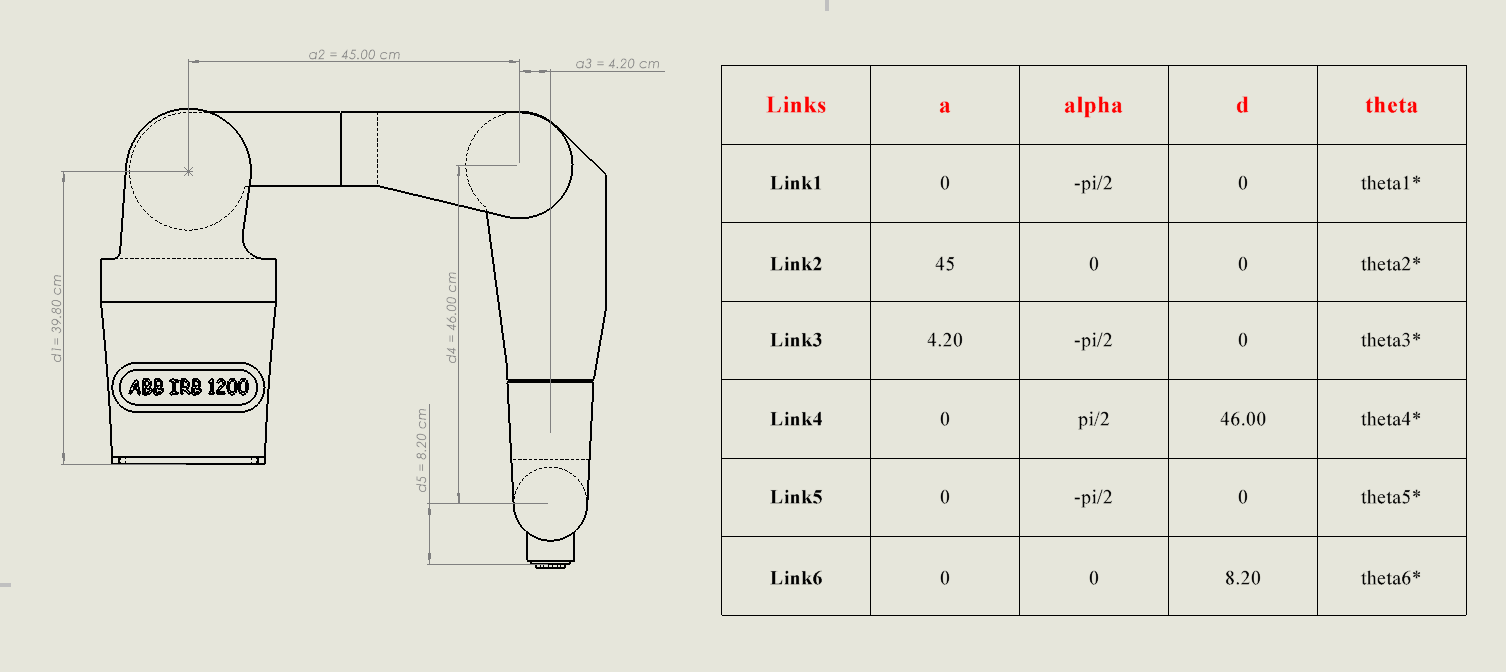 a2 = 45.00 cm
a3 = 4.20 cm
d1= 39.80 cm
d4 = 46.00 cm
d5 = 8.20 cm
ABB IRB 1200
Links a alpha d theta
Link1 0 -pi/2 0 theta1*
Link2 45 0 0 theta2*
Link3 4.20 -pi/2 0 theta3*
Link4 0 pi/2 46.00 theta4*
Link5 0 -pi/2 0 theta5*
Link6 0 0 8.20 theta6*